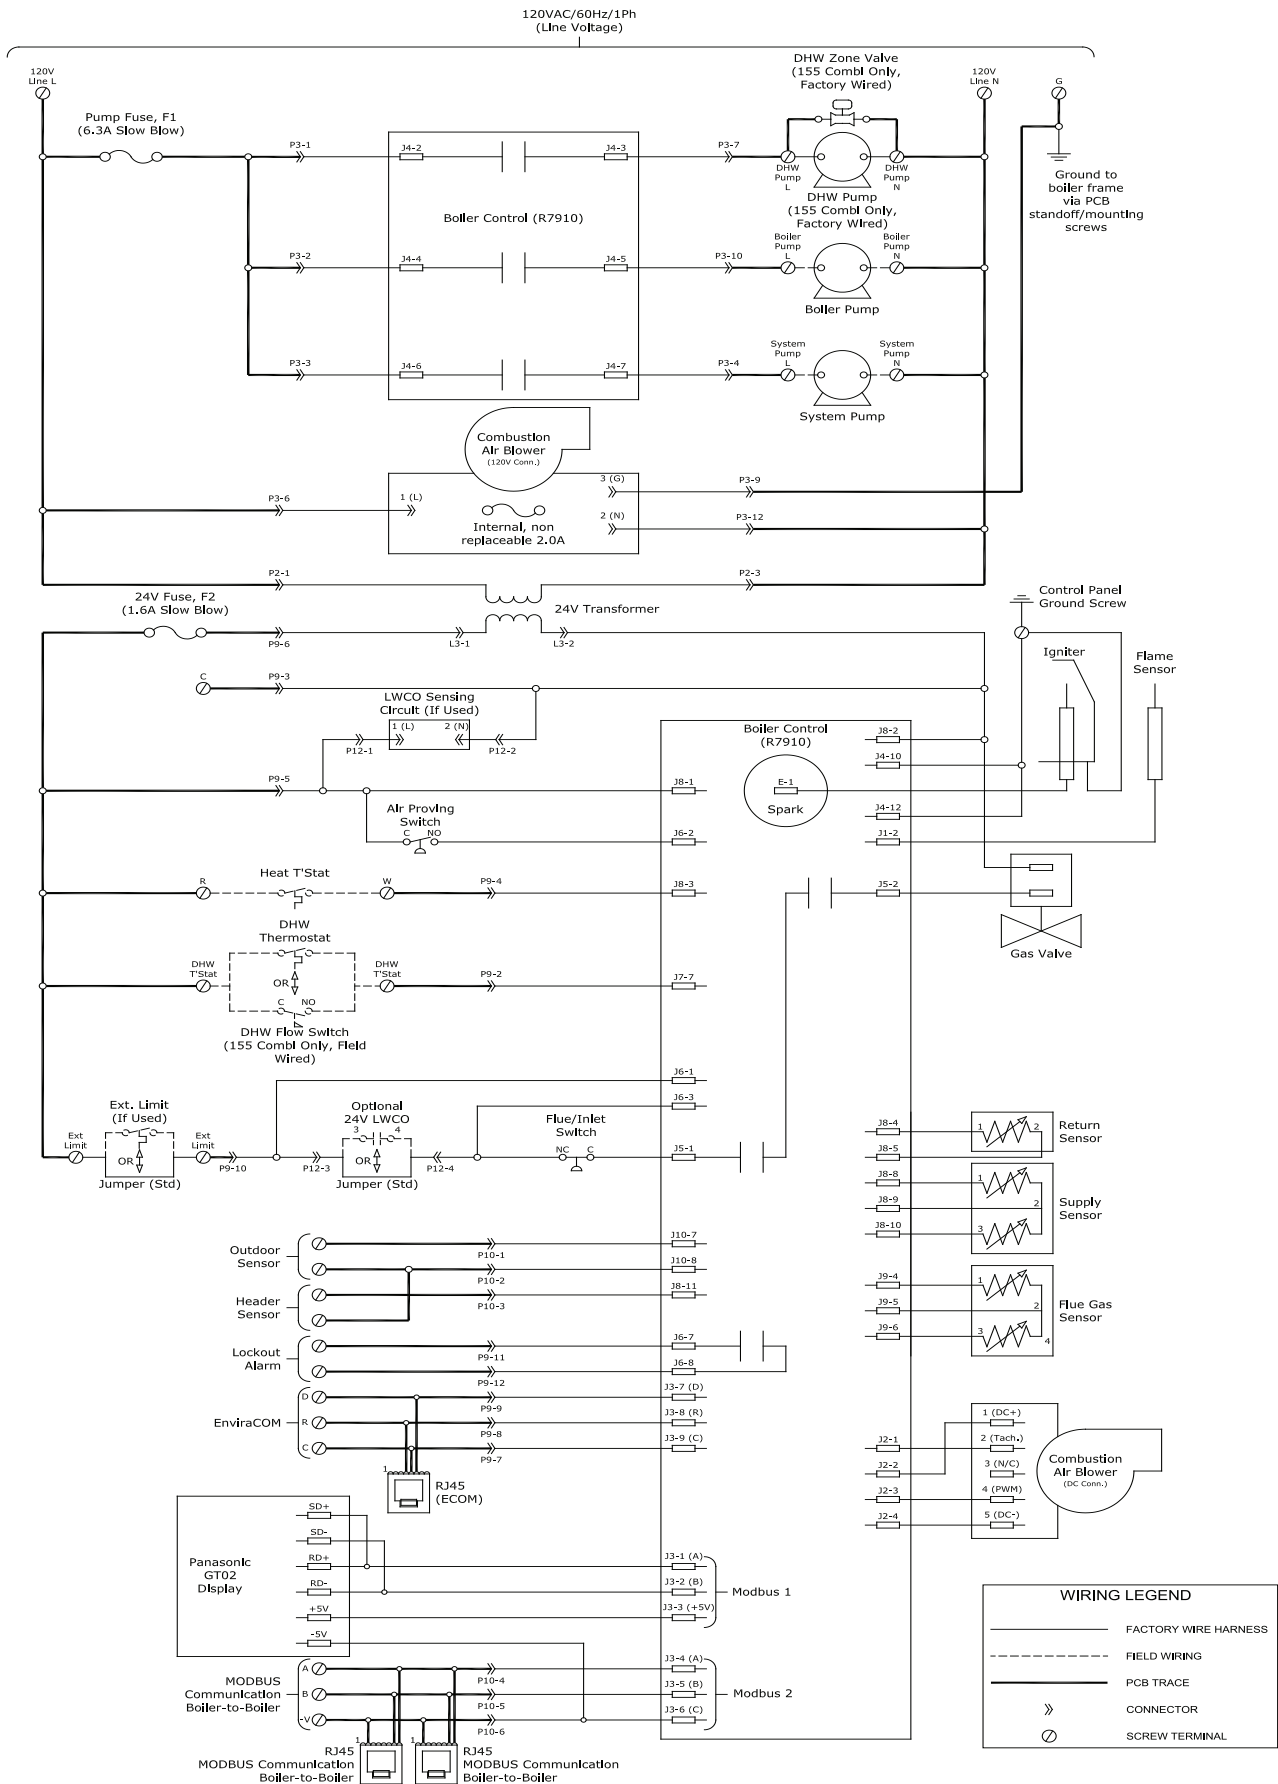 120VAC/60Hz/1Ph
(Line Voltage)
120V
Line L
DHW Zone Valve
(155 Combi Only,
Factory Wired)
120V
Line N
G
Pump Fuse, F1
(6.3A Slow Blow)
P3-1
J4-2
J4-3
P3-7
DHW
Pump
L
DHW
Pump
N
DHW Pump
(155 Combi Only,
Factory Wired)
Ground to
boiler frame
via PCB
standoff/mounting
screws
Boiler Control (R7910)
P3-2
J4-4
J4-5
P3-10
Boiler
Pump
L
Boiler
Pump
N
Boiler Pump
P3-3
J4-6
J4-7
P3-4
System
Pump
L
System
Pump
N
System Pump
Combustion
Air Blower
(120V Conn.)
P3-6
1 (L)
3 (G)
P3-9
Internal, non
replaceable 2.0A
2 (N)
P3-12
P2-1
P2-3
24V Transformer
24V Fuse, F2
(1.6A Slow Blow)
P9-6
L3-1
L3-2
Control Panel
Ground Screw
Igniter
Flame
Sensor
C
P9-3
LWCO Sensing
Circuit (If Used)
1 (L)
2 (N)
P12-1
P12-2
Boiler Control
(R7910)
J8-2
J4-10
P9-5
J8-1
E-1
Spark
J4-12
Air Proving
Switch
C
NO
J6-2
J1-2
Heat T'Stat
R
W
P9-4
J8-3
J5-2
Gas Valve
DHW
Thermostat
DHW
T'Stat
OR
DHW
T'Stat
P9-2
J7-7
C
NO
DHW Flow Switch
(155 Combi Only, Field
Wired)
J6-1
J6-3
Ext. Limit
(If Used)
Optional
24V LWCO
3
4
Flue/Inlet
Switch
Ext
Limit
OR
Ext
Limit
P9-10
P12-3
OR
P12-4
NC
C
J5-1
Jumper (Std)
Jumper (Std)
J8-4
1
2
Return
Sensor
J8-5
J8-8
1
J8-9
2
Supply
Sensor
J8-10
3
Outdoor
Sensor
P10-1
J10-7
P10-2
J10-8
Header
Sensor
P10-3
J8-11
J9-4
1
J9-5
2
Flue Gas
Sensor
J9-6
3
4
Lockout
Alarm
P9-11
J6-7
P9-12
J6-8
EnviraCOM
D
P9-9
J3-7 (D)
R
P9-8
J3-8 (R)
C
P9-7
J3-9 (C)
1
RJ45
(ECOM)
1 (DC+)
J2-1
2 (Tach.)
J2-2
3 (N/C)
J2-3
4 (PWM)
J2-4
5 (DC-)
Combustion
Air Blower
(DC Conn.)
Panasonic
GT02
Display
SD+
SD-
RD+
RD-
+5V
-5V
J3-1 (A)
J3-2 (B)
J3-3 (+5V)
Modbus 1
MODBUS
Communication
Boiler-to-Boiler
A
P10-4
J3-4 (A)
B
P10-5
J3-5 (B)
-V
P10-6
J3-6 (C)
Modbus 2
1
1
RJ45
MODBUS Communication
Boiler-to-Boiler
RJ45
MODBUS Communication
Boiler-to-Boiler
WIRING LEGEND
FACTORY WIRE HARNESS
FIELD WIRING
PCB TRACE
CONNECTOR
SCREW TERMINAL